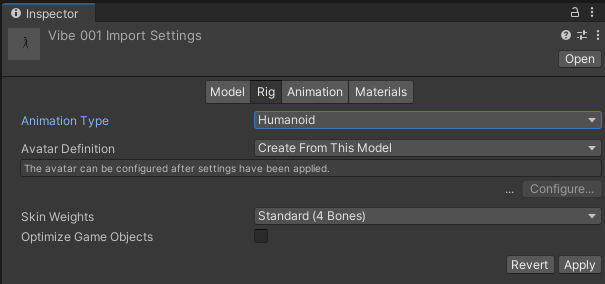 Inspector
Vibe 001 Import Settings
Open
Model Rig Animation Materials
Animation Type Humanoid
Avatar Definition Create From This Model
The avatar can be configured after settings have been applied.
... Configure...
Skin Weights Standard (4 Bones)
Optimize Game Objects
Revert Apply